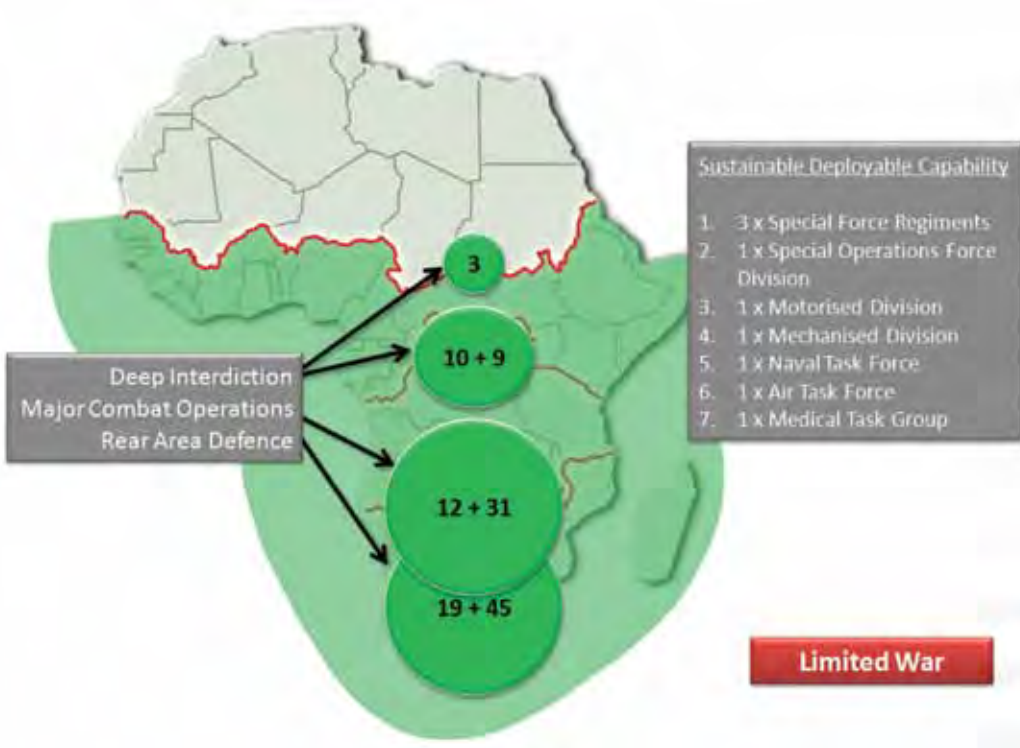 Sustainable Deployable Capability
1. 3 x Special Force Regiments
2. 1 x Special Operations Force
Division
3. 1 x Motorised Division
4. 1 x Mechanised Division
5. 1 x Naval Task Force
6. 1 x Air Task Force
7. 1 x Medical Task Group
3
10 + 9
Deep Interdiction
Major Combat Operations
Rear Area Defence
12 + 31
19 + 45
Limited War